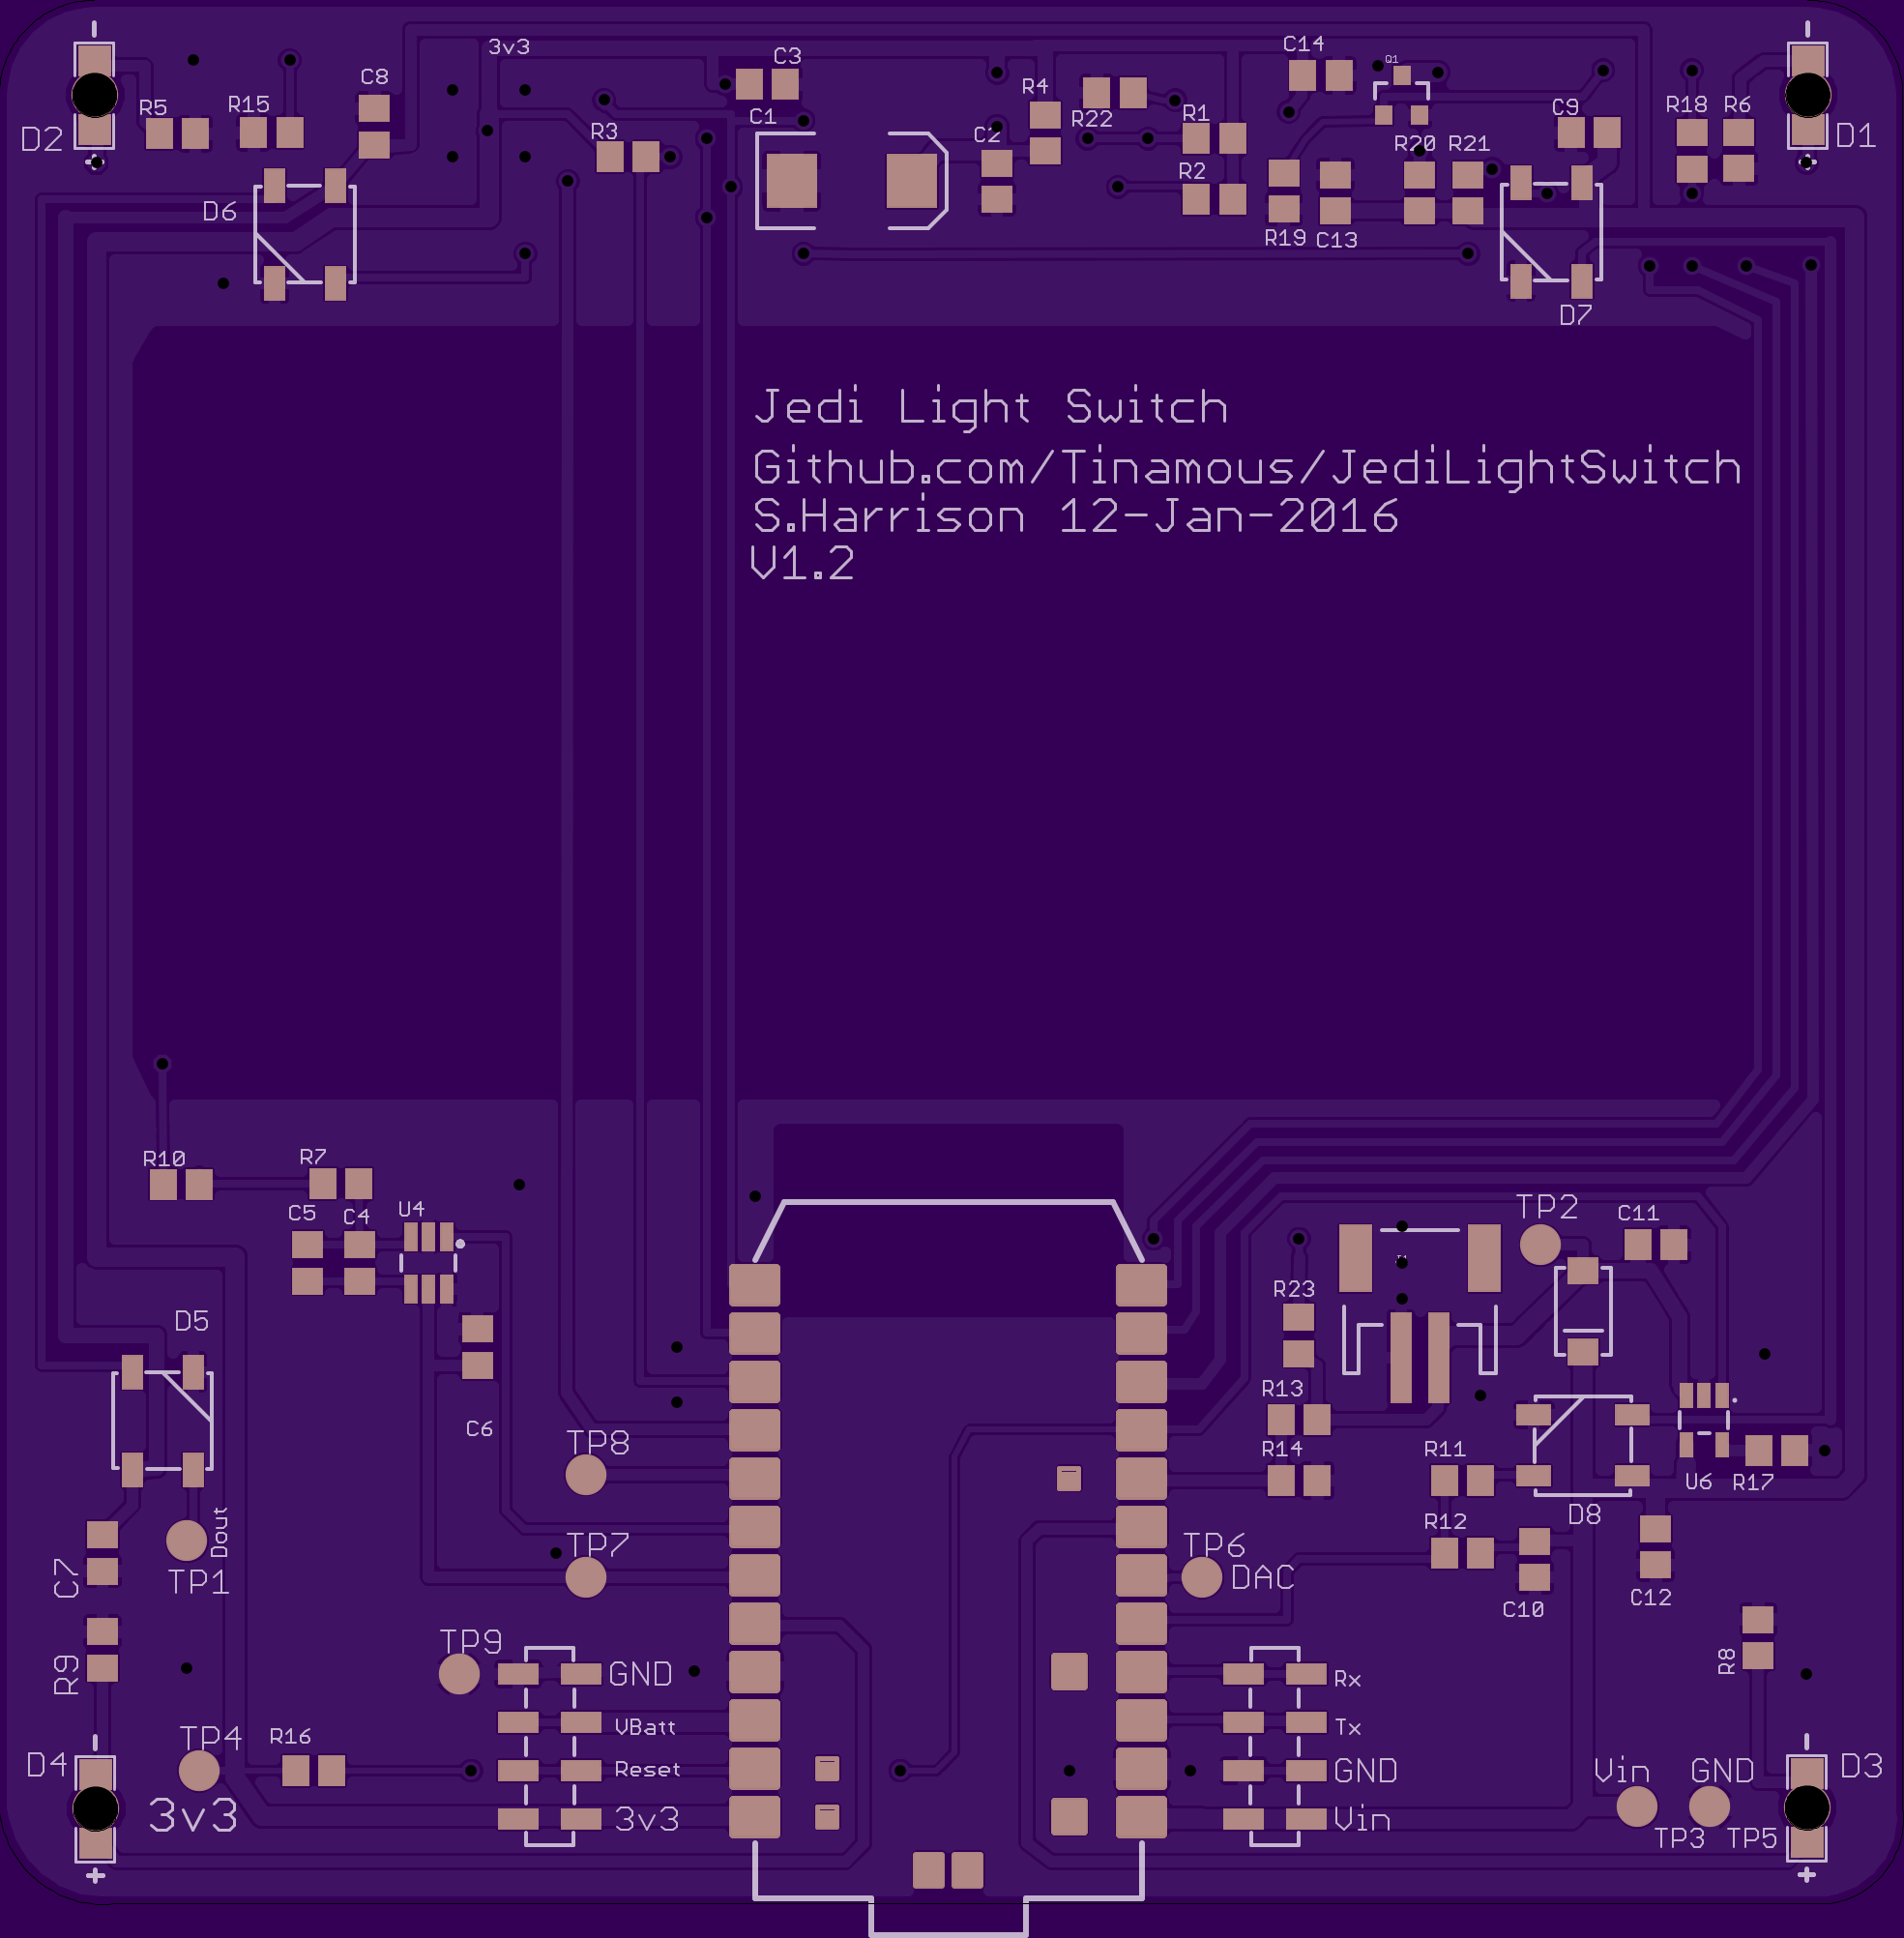 3v3
C3
C14
Q1
C8
R4
R5
R15
C1
R22
R1
C9
R18
R6
D2
R3
C2
R20
R21
D1
R2
D6
R19
C13
D7
Jedi Light Switch
Github.com/Tinamous/JediLightSwitch
S.Harrison 12-Jan-2016
V1.2
R10
R7
C5
C4
U4
TP2
C11
R23
D5
R13
C6
TP8
R14
R11
U6
R17
D8
Dout
TP7
TP6
R12
C7
TP1
DAC
C10
C12
TP9
R9
GND
Rx
R8
VBatt
Tx
TP4
R16
D4
Reset
GND
Vin
GND
D3
3v3
3v3
Vin
TP3
TP5